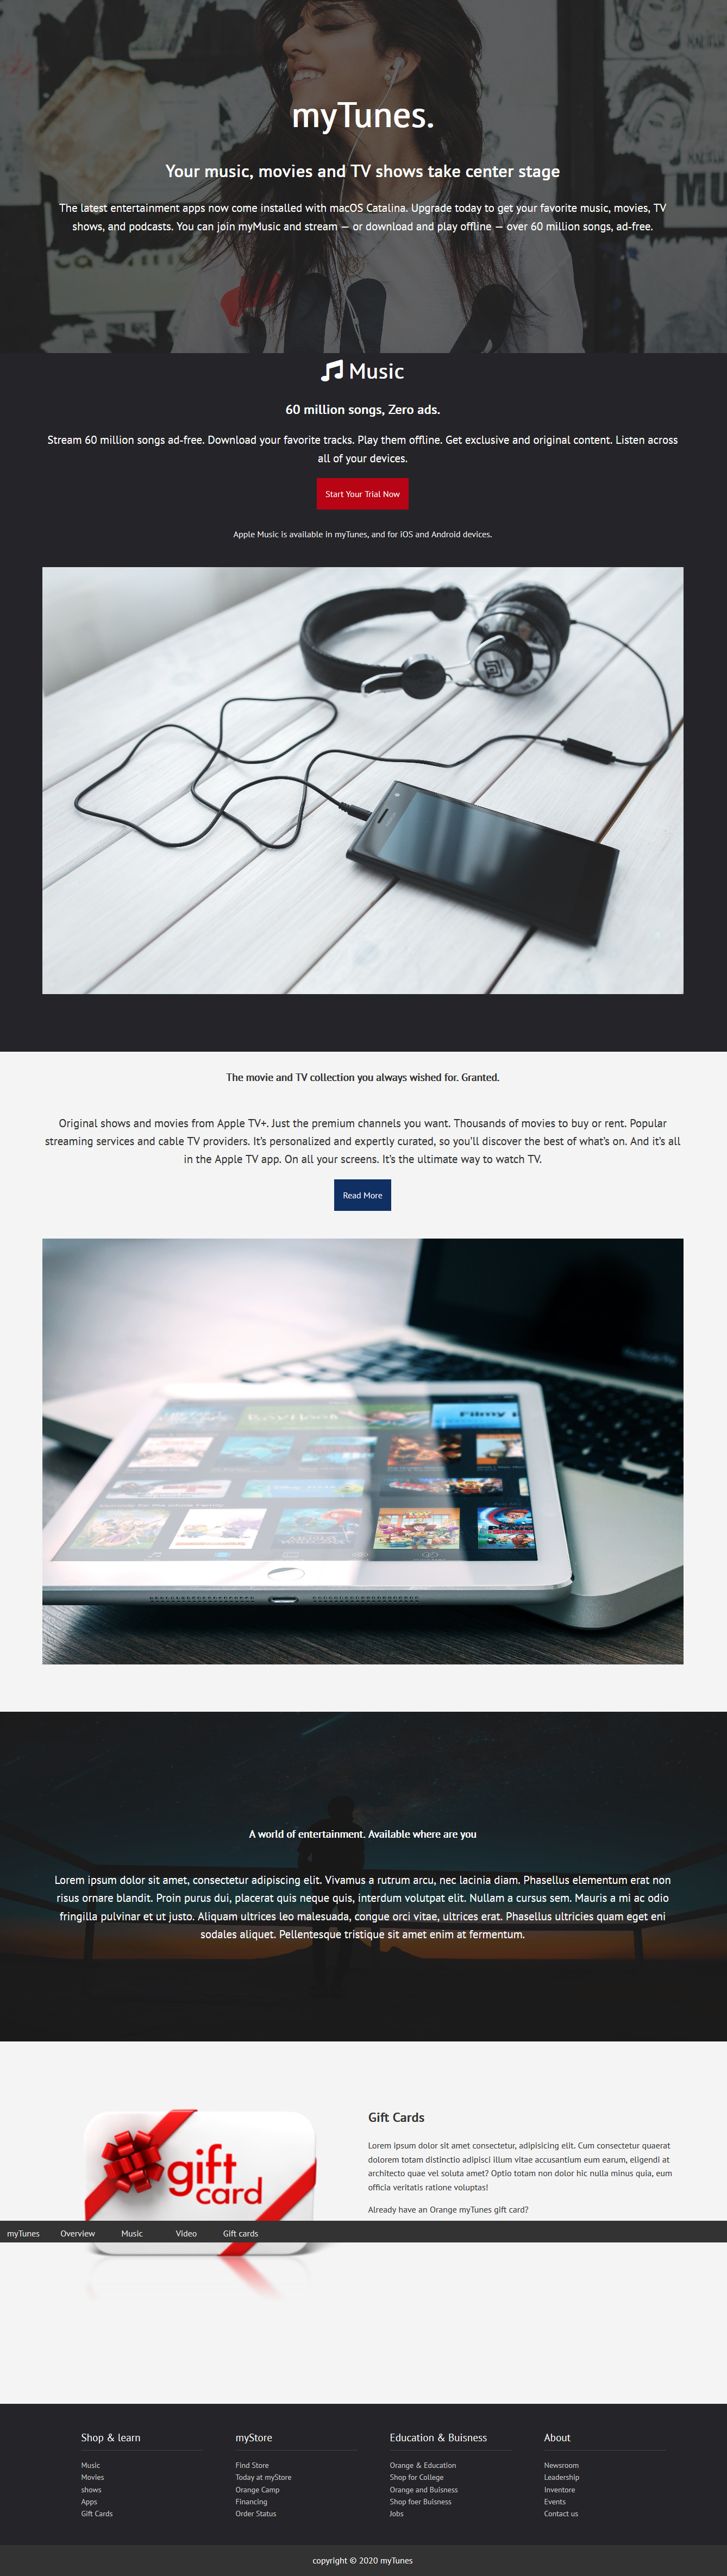 myTunes.
Your music, movies and TV shows take center stage
The latest entertainment apps now come installed with macOS Catalina. Upgrade today to get your favorite music, movies, TV
shows, and podcasts. You can join myMusic and stream — or download and play offline — over 60 million songs, ad-free.
Music
60 million songs, Zero ads.
Stream 60 million songs ad-free. Download your favorite tracks. Play them offline. Get exclusive and original content. Listen across
all of your devices.
Start Your Trial Now
Apple Music is available in myTunes, and for iOS and Android devices.
The movie and TV collection you always wished for. Granted.
Original shows and movies from Apple TV+. Just the premium channels you want. Thousands of movies to buy or rent. Popular
streaming services and cable TV providers. It’s personalized and expertly curated, so you’ll discover the best of what’s on. And it’s all
in the Apple TV app. On all your screens. It’s the ultimate way to watch TV.
Read More
A world of entertainment. Available where are you
Lorem ipsum dolor sit amet, consectetur adipiscing elit. Vivamus a rutrum arcu, nec lacinia diam. Phasellus elementum erat non
risus ornare blandit. Proin purus dui, placerat quis neque quis, interdum volutpat elit. Nullam a cursus sem. Mauris a mi ac odio
fringilla pulvinar et ut justo. Aliquam ultrices leo malesuada, congue orci vitae, ultrices erat. Phasellus ultricies quam eget eni
sodales aliquet. Pellentesque tristique sit amet enim at fermentum.
gift
card
Gift Cards
Lorem ipsum dolor sit amet consectetur, adipisicing elit. Cum consectetur quaerat
dolorem totam distinctio adipisci illum vitae accusantium eum earum, eligendi at
architecto quae vel soluta amet? Optio totam non dolor hic nulla minus quia, eum
officia veritatis ratione voluptas!
Already have an Orange myTunes gift card?
myTunes Overview Music Video Gift cards
Shop & learn
Music
Movies
shows
Apps
Gift Cards
myStore
Find Store
Today at myStore
Orange Camp
Financing
Order Status
Education & Buisness
Orange & Education
Shop for College
Orange and Buisness
Shop foer Buisness
Jobs
About
Newsroom
Leadership
Inventore
Events
Contact us
copyright © 2020 myTunes